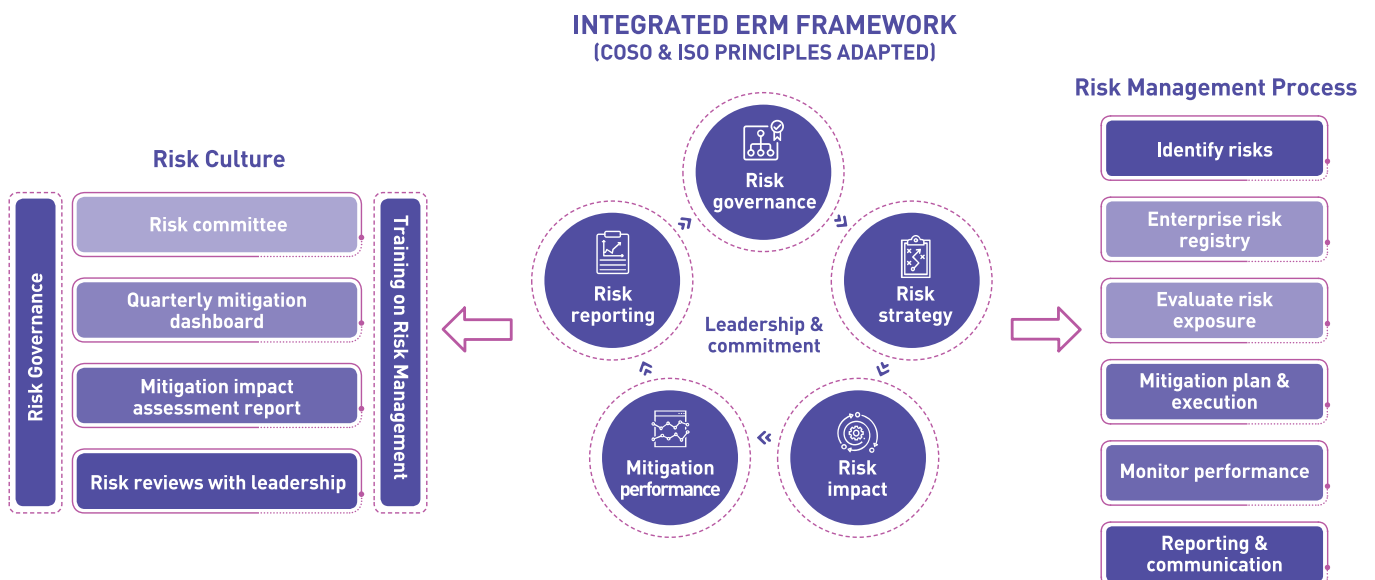 INTEGRATED ERM FRAMEWORK
(COSO & ISO PRINCIPLES ADAPTED)
Risk Culture
Risk Governance
Risk committee
Quarterly mitigation
dashboard
Mitigation impact
assessment report
Risk reviews with leadership
Training on Risk Management
Risk
governance
Risk
strategy
Risk
impact
Mitigation
performance
Risk
reporting
Leadership &
commitment
Risk Management Process
Identify risks
Enterprise risk
registry
Evaluate risk
exposure
Mitigation plan &
execution
Monitor performance
Reporting &
communication